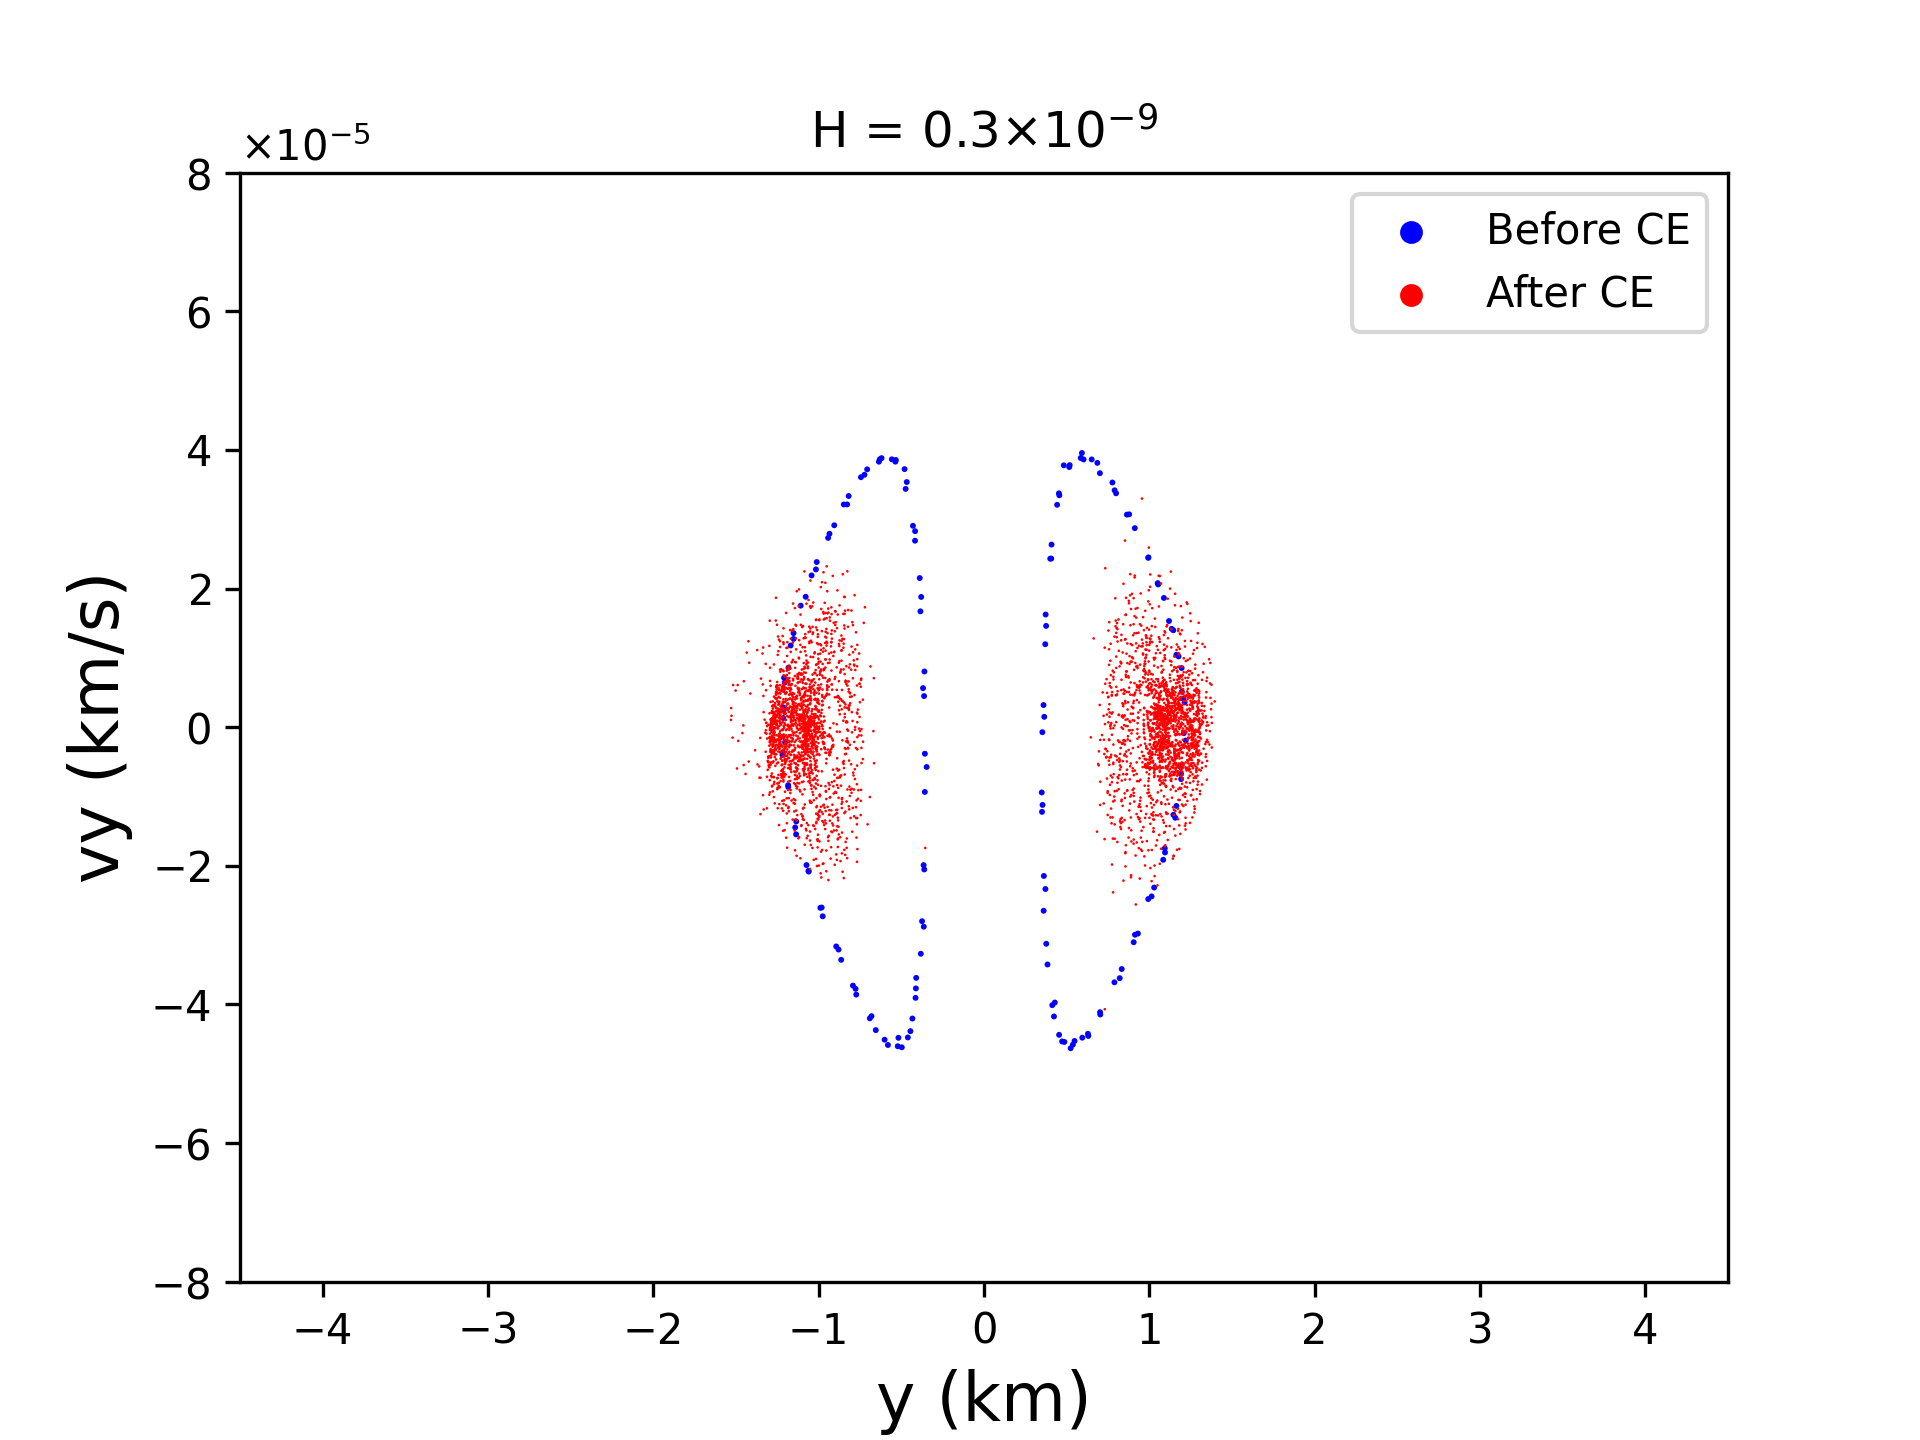 H = 0.3×10⁻⁹
×10⁻⁵
8
6
4
2
0
−2
−4
−6
−8
vy (km/s)
Before CE
After CE
−4 −3 −2 −1 0 1 2 3 4
y (km)